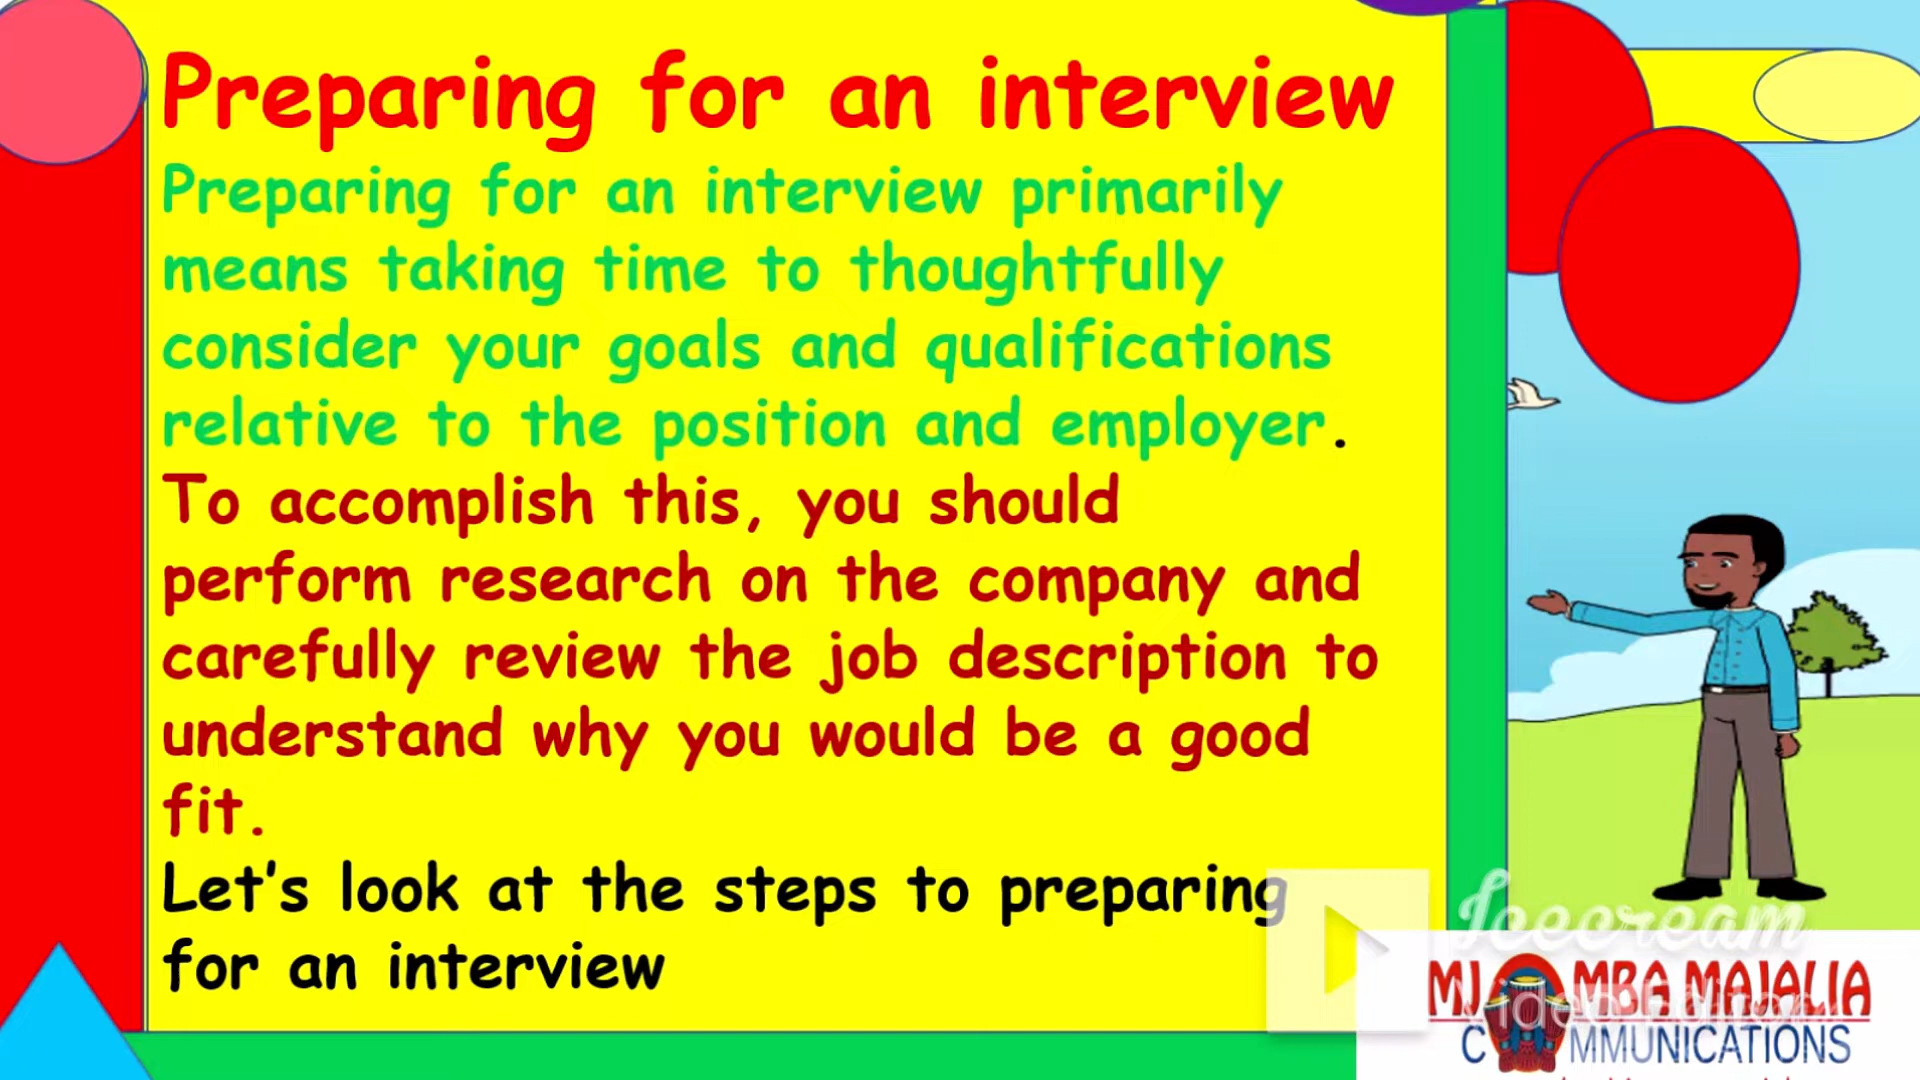 Preparing for an interview
Preparing for an interview primarily
means taking time to thoughtfully
consider your goals and qualifications
relative to the position and employer.
To accomplish this, you should
perform research on the company and
carefully review the job description to
understand why you would be a good
fit.
Let's look at the steps to preparing
for an interview
Icecream
Video Editor
MJOMBA MAJALIA
COMMUNICATIONS